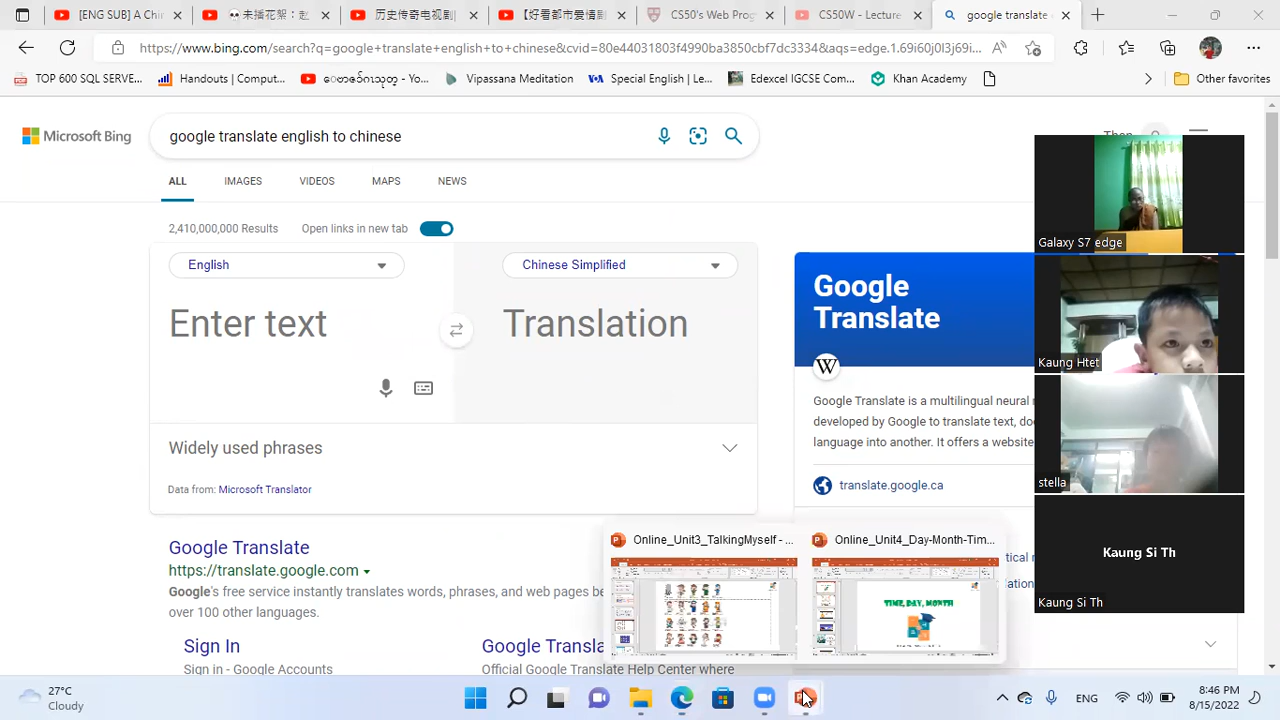 [ENG SUB] A Chin
未播花絮：赵
历史传奇电视剧
【好看都市爱情剧
CS50's Web Prog
CS50W - Lecture
google translate
https://www.bing.com/search?q=google+translate+english+to+chinese&cvid=80e44031803f4990ba3850cbf7dc3334&aqs=edge.1.69i60j0l3j69i...
TOP 600 SQL SERVE...
Handouts | Comput...
- Yo...
Vipassana Meditation
VOA
Special English | Le...
Edexcel IGCSE Com...
Khan Academy
Other favorites
Microsoft Bing
google translate english to chinese
ALL
IMAGES
VIDEOS
MAPS
NEWS
2,410,000,000 Results
Open links in new tab
English
Chinese Simplified
Enter text
Translation
Widely used phrases
Data from: Microsoft Translator
Google Translate
https://translate.google.com
Google's free service instantly translates words, phrases, and web pages be
over 100 other languages.
Sign In
Sign in - Google Accounts
Google Transla
Official Google Translate Help Center where
Google
Translate
W
Google Translate is a multilingual neural
developed by Google to translate text, do
language into another. It offers a website
translate.google.ca
Galaxy S7 edge
Kaung Htet
stella
Kaung Si Th
Kaung Si Th
Online_Unit3_TalkingMyself - ...
Online_Unit4_Day-Month-Tim...
TIME, DAY, MONTH
27°C
Cloudy
ENG
8:46 PM
8/15/2022